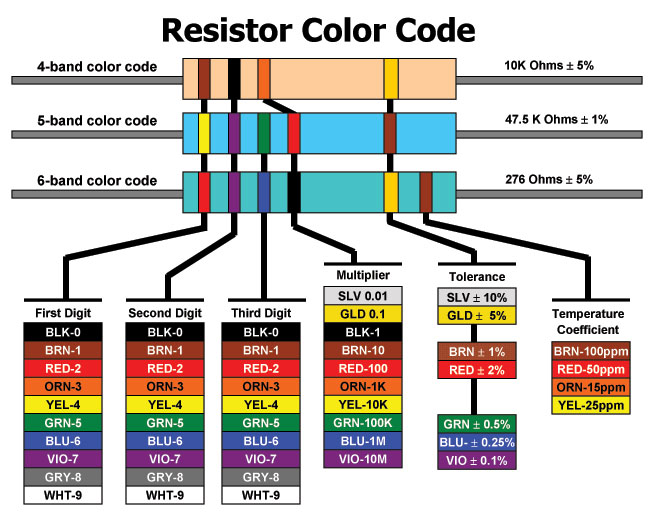 Resistor Color Code
4-band color code
10K Ohms ± 5%
5-band color code
47.5 K Ohms ± 1%
6-band color code
276 Ohms ± 5%
First Digit
BLK-0
BRN-1
RED-2
ORN-3
YEL-4
GRN-5
BLU-6
VIO-7
GRY-8
WHT-9
Second Digit
BLK-0
BRN-1
RED-2
ORN-3
YEL-4
GRN-5
BLU-6
VIO-7
GRY-8
WHT-9
Third Digit
BLK-0
BRN-1
RED-2
ORN-3
YEL-4
GRN-5
BLU-6
VIO-7
GRY-8
WHT-9
Multiplier
SLV 0.01
GLD 0.1
BLK-1
BRN-10
RED-100
ORN-1K
YEL-10K
GRN-100K
BLU-1M
VIO-10M
Tolerance
SLV ± 10%
GLD ± 5%
BRN ± 1%
RED ± 2%
GRN ± 0.5%
BLU- ± 0.25%
VIO ± 0.1%
Temperature
Coefficient
BRN-100ppm
RED-50ppm
ORN-15ppm
YEL-25ppm